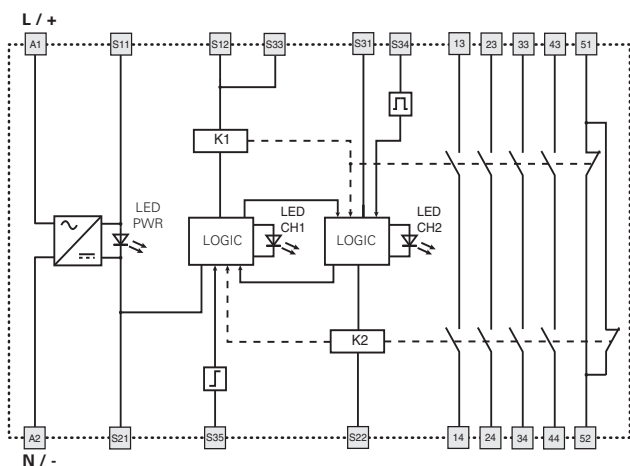 L / +
A1 S11 S12 S33 S31 S34 13 23 33 43 51
K1
LED
PWR
LOGIC
LED
CH1
LOGIC
LED
CH2
K2
A2 S21 S35 S22 14 24 34 44 52
N / -